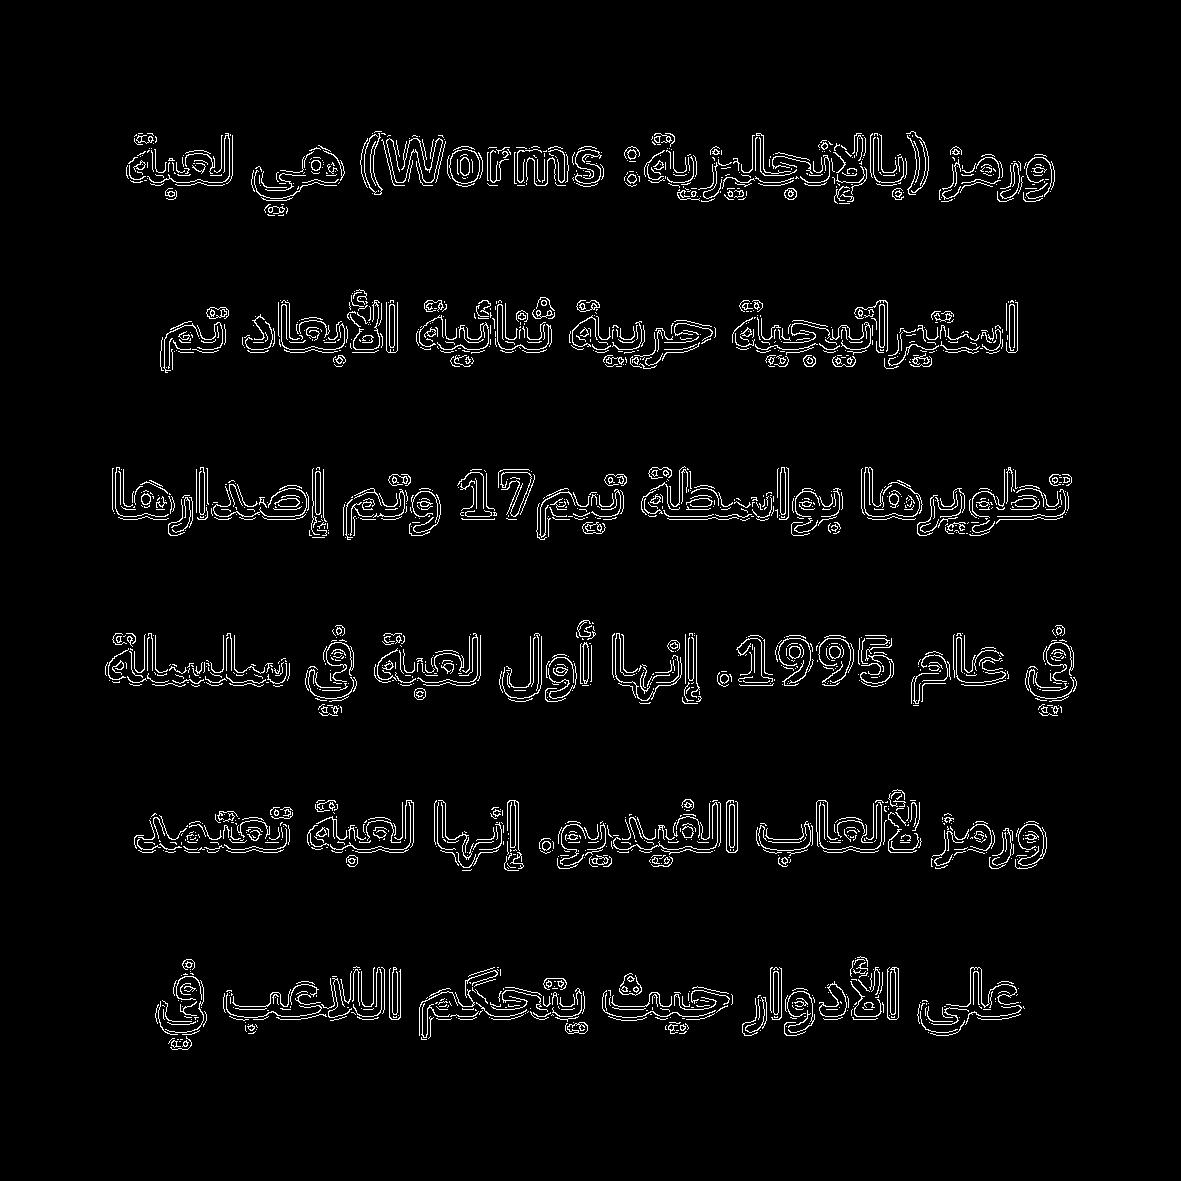 ورمز (بالإنجليزية: Worms) هي لعبة
استيراتيجية حربية ثنائية الأبعاد تم
تطويرها بواسطة تيم17 وتم إصدارها
في عام 1995. إنها أول لعبة في سلسلة
ورمز لألعاب الفيديو. إنها لعبة تعتمد
على الأدوار حيث يتحكم اللاعب في